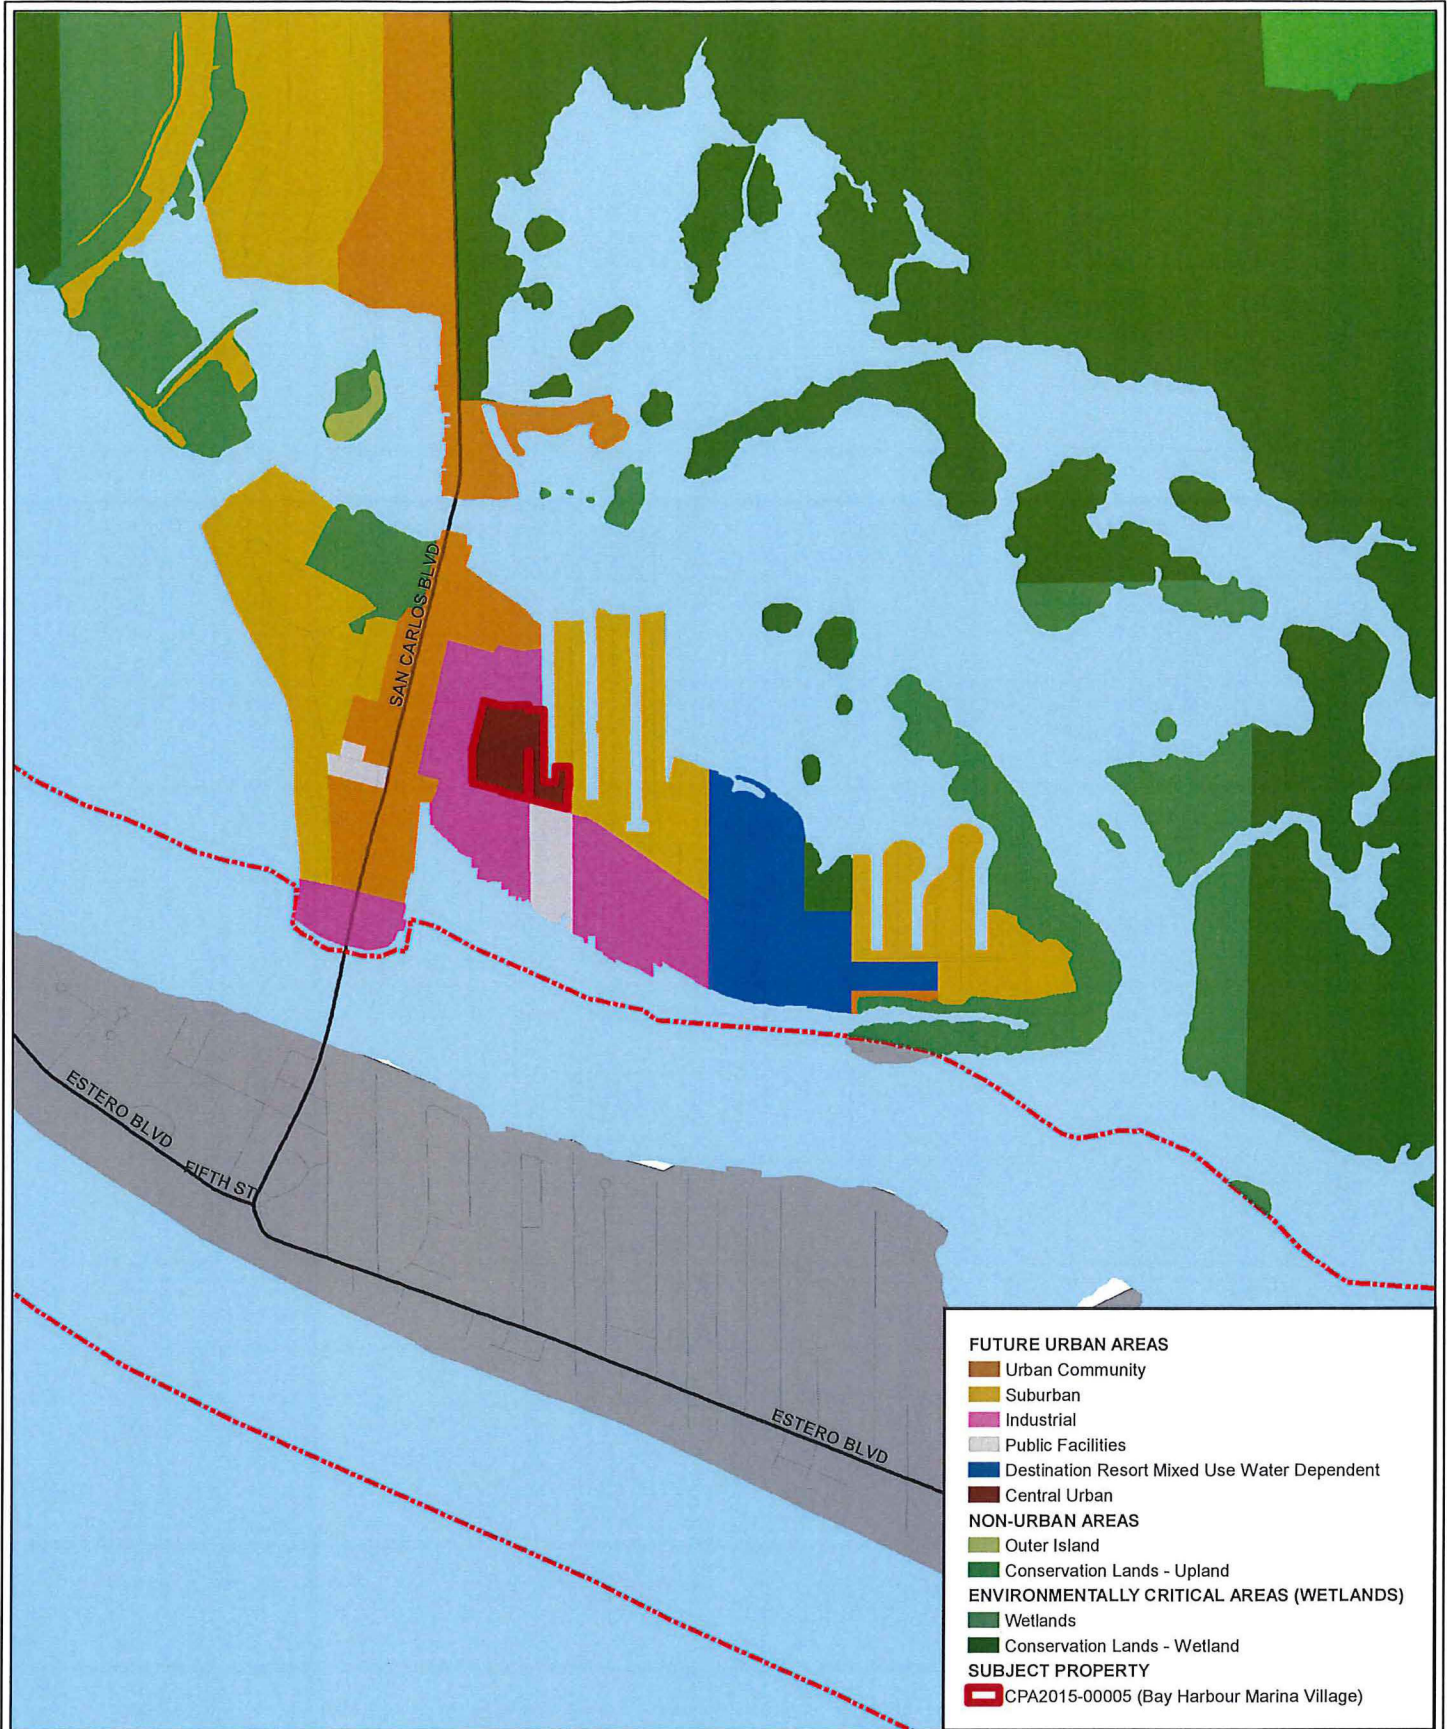 SAN CARLOS BLVD
ESTERO BLVD
FIFTH ST
ESTERO BLVD
FUTURE URBAN AREAS
Urban Community
Suburban
Industrial
Public Facilities
Destination Resort Mixed Use Water Dependent
Central Urban
NON-URBAN AREAS
Outer Island
Conservation Lands - Upland
ENVIRONMENTALLY CRITICAL AREAS (WETLANDS)
Wetlands
Conservation Lands - Wetland
SUBJECT PROPERTY
CPA2015-00005 (Bay Harbour Marina Village)